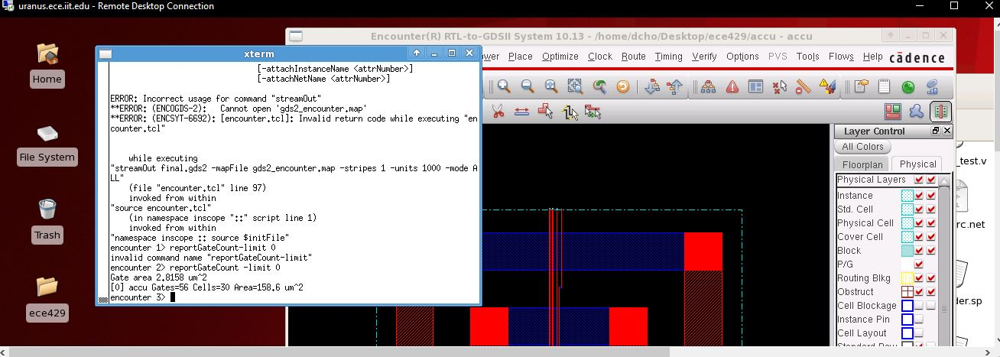 uranus.ece.iit.edu - Remote Desktop Connection
Encounter(R) RTL-to-GDSII System 10.13 - /home/dcho/Desktop/ece429/accu - accu
xterm
ower Place Optimize Clock Route Timing Verify Options PVS Tools Flows Help cādence
Home
File System
Trash
ece429
[-attachInstanceName <attrNumber>]
[-attachNetName <attrNumber>]
ERROR: Incorrect usage for command "streamOut"
**ERROR: (ENCOGDS-2):   Cannot open 'gds2_encounter.map'
**ERROR: (ENCSYT-6692): [encounter.tcl]: Invalid return code while executing "en
counter.tcl"
while executing
"streamOut final.gds2 -mapFile gds2_encounter.map -stripes 1 -units 1000 -mode A
LL"
(file "encounter.tcl" line 97)
invoked from within
"source encounter.tcl"
(in namespace inscope "::" script line 1)
invoked from within
"namespace inscope :: source $initFile"
encounter 1> reportGateCount-limit 0
invalid command name "reportGateCount-limit"
encounter 2> reportGateCount -limit 0
Gate area 2.8158 um^2
[0] accu Gates=56 Cells=30 Area=158.6 um^2
encounter 3>
Layer Control
All Colors
Floorplan Physical
Physical Layers
Instance
Std. Cell
Physical Cell
Cover Cell
Block
P/G
Routing Blkg
Obstruct
Cell Blockage
Instance Pin
Cell Layout
Standard Row
_test.v
rc.net
der.sp